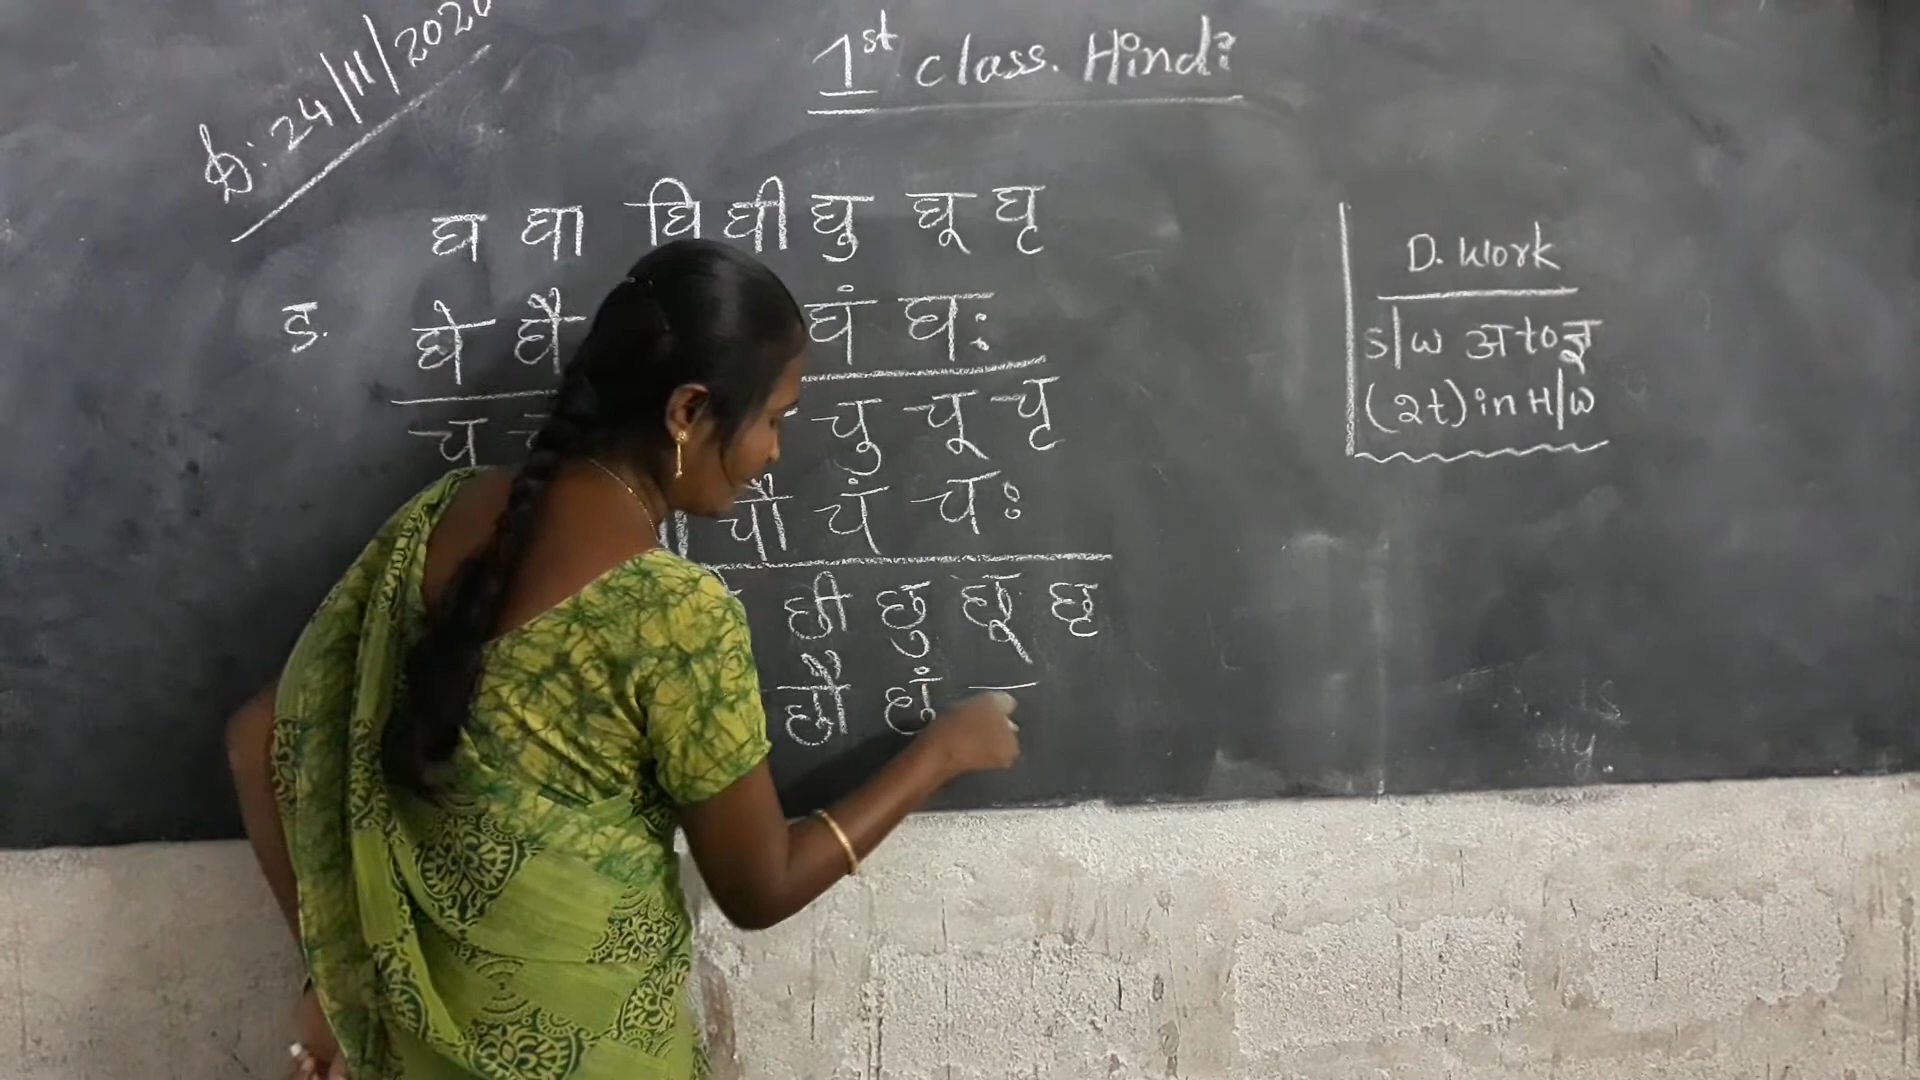 D: 24/11/2020
1st class. Hindi
घ घा घि घी घु घू घृ
ङ. घे घै घं घः
च चु चू चृ
चौ चं चः
छी छु छू छृ
छौ छं
D. Work
s/w अ to ज्ञ
(2t) in H/W